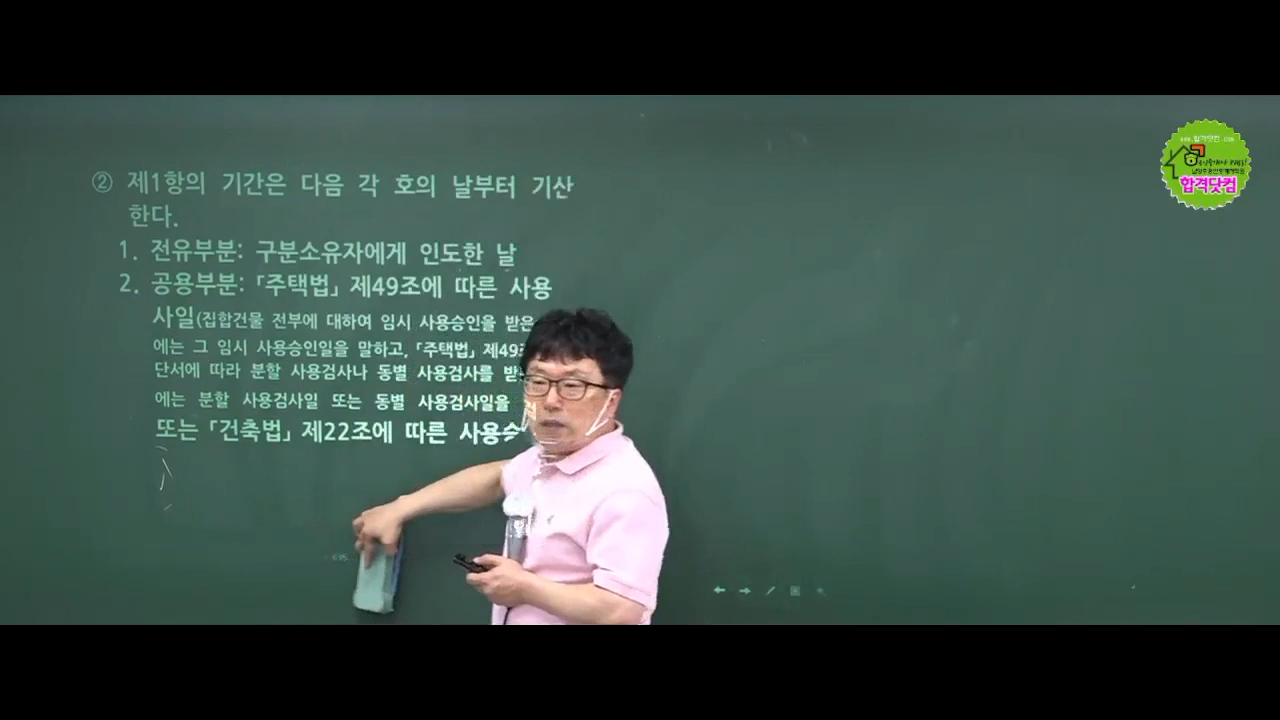 ② 제1항의 기간은 다음 각 호의 날부터 기산
한다.
1. 전유부분: 구분소유자에게 인도한 날
2. 공용부분: 「주택법」 제49조에 따른 사용
사일(집합건물 전부에 대하여 임시 사용승인을 받은
에는 그 임시 사용승인일을 말하고, 「주택법」 제49
단서에 따라 분할 사용검사나 동별 사용검사를
에는 분할 사용검사일 또는 동별 사용검사일을
또는 「건축법」 제22조에 따른
합격닷컴